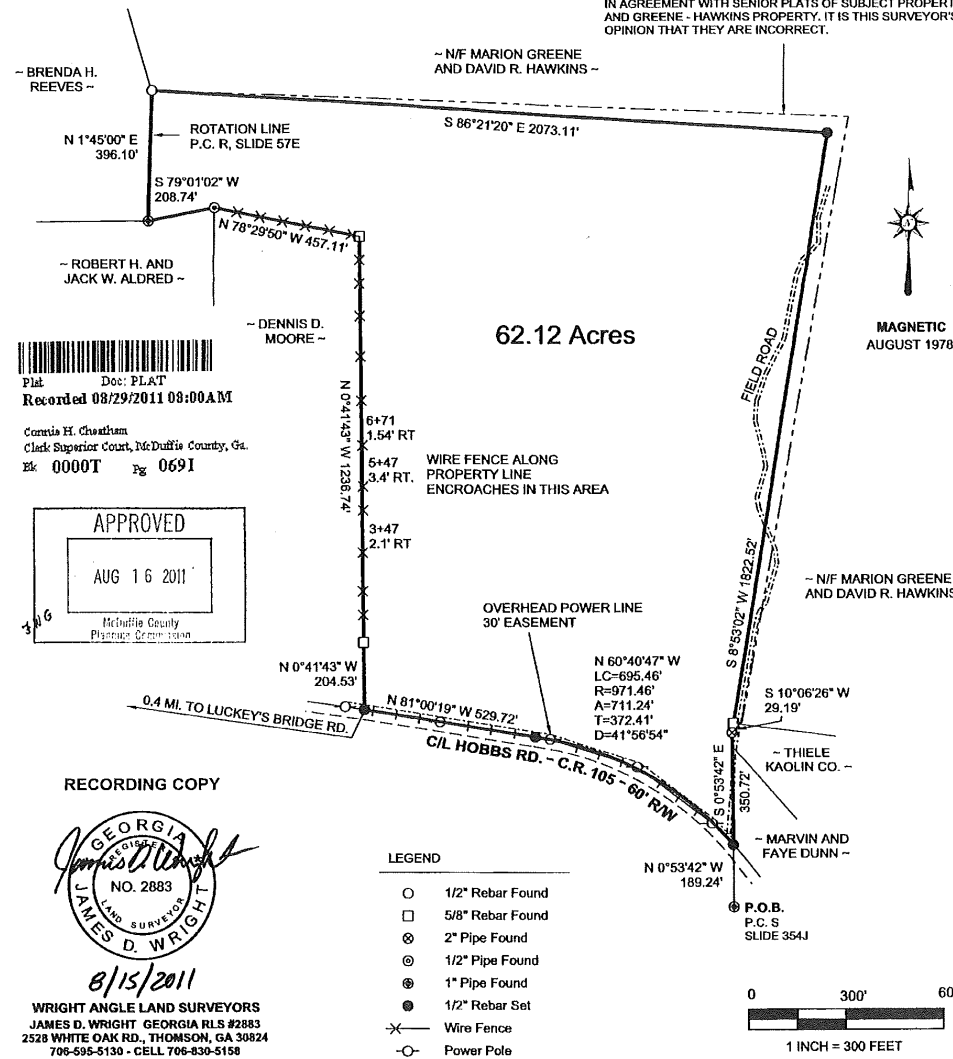 IN AGREEMENT WITH SENIOR PLATS OF SUBJECT PROPERT
AND GREENE - HAWKINS PROPERTY. IT IS THIS SURVEYOR'S
OPINION THAT THEY ARE INCORRECT.
~ N/F MARION GREENE
AND DAVID R. HAWKINS ~
~ BRENDA H.
REEVES ~
S 86°21'20" E 2073.11'
N 1°45'00" E
396.10'
ROTATION LINE
P.C. R, SLIDE 57E
S 79°01'02" W
208.74'
N 78°29'50" W 457.11'
~ ROBERT H. AND
JACK W. ALDRED ~
~ DENNIS D.
MOORE ~
62.12 Acres
N
MAGNETIC
AUGUST 1978
FIELD ROAD
Plat Doc: PLAT
Recorded 08/29/2011 08:00AM
Connie H. Cheatham
Clerk Superior Court, McDuffie County, Ga.
Bk 0000T Pg 0691
N 0°41'43" W 1236.74'
6+71
1.54' RT
5+47
3.4' RT.
3+47
2.1' RT
WIRE FENCE ALONG
PROPERTY LINE
ENCROACHES IN THIS AREA
APPROVED
AUG 16 2011
McDuffie County
Planning Commission
S 8°53'02" W 1822.52'
~ N/F MARION GREENE
AND DAVID R. HAWKINS
OVERHEAD POWER LINE
30' EASEMENT
N 60°40'47" W
LC=695.46'
R=971.46'
A=711.24'
T=372.41'
D=41°56'54"
N 0°41'43" W
204.53'
S 10°06'26" W
29.19'
0.4 MI. TO LUCKEY'S BRIDGE RD.
N 81°00'19" W 529.72'
C/L HOBBS RD. - C.R. 105 - 60' R/W
S 0°53'42" E
350.72'
~ THIELE
KAOLIN CO. ~
~ MARVIN AND
FAYE DUNN ~
N 0°53'42" W
189.24'
P.O.B.
P.C. S
SLIDE 354J
RECORDING COPY
GEORGIA
REGISTERED
NO. 2883
LAND SURVEYOR
JAMES D. WRIGHT
James D. Wright
8/15/2011
WRIGHT ANGLE LAND SURVEYORS
JAMES D. WRIGHT GEORGIA RLS #2883
2528 WHITE OAK RD., THOMSON, GA 30824
706-595-5130 - CELL 706-830-5158
LEGEND
1/2" Rebar Found
5/8" Rebar Found
2" Pipe Found
1/2" Pipe Found
1" Pipe Found
1/2" Rebar Set
Wire Fence
Power Pole
0 300' 60
1 INCH = 300 FEET